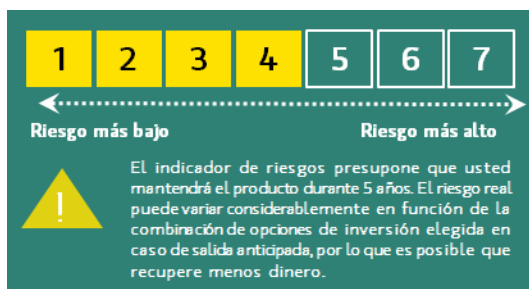 1 2 3 4 5 6 7
Riesgo más bajo Riesgo más alto
!
El indicador de riesgos presupone que usted
mantendrá el producto durante 5 años. El riesgo real
puede variar considerablemente en función de la
combinación de opciones de inversión elegida en
caso de salida anticipada, por lo que es posible que
recupere menos dinero.